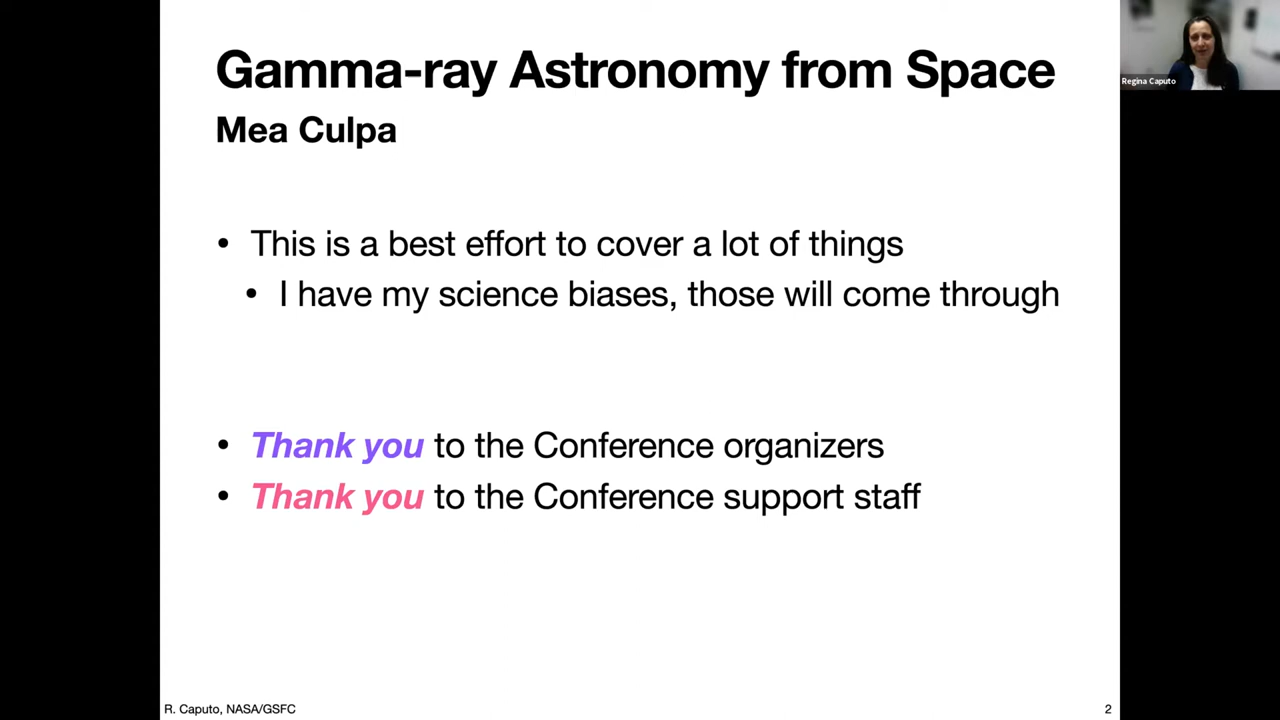 Gamma-ray Astronomy from Space
Mea Culpa
• This is a best effort to cover a lot of things
• I have my science biases, those will come through
• Thank you to the Conference organizers
• Thank you to the Conference support staff
R. Caputo, NASA/GSFC
2
Regina Caputo